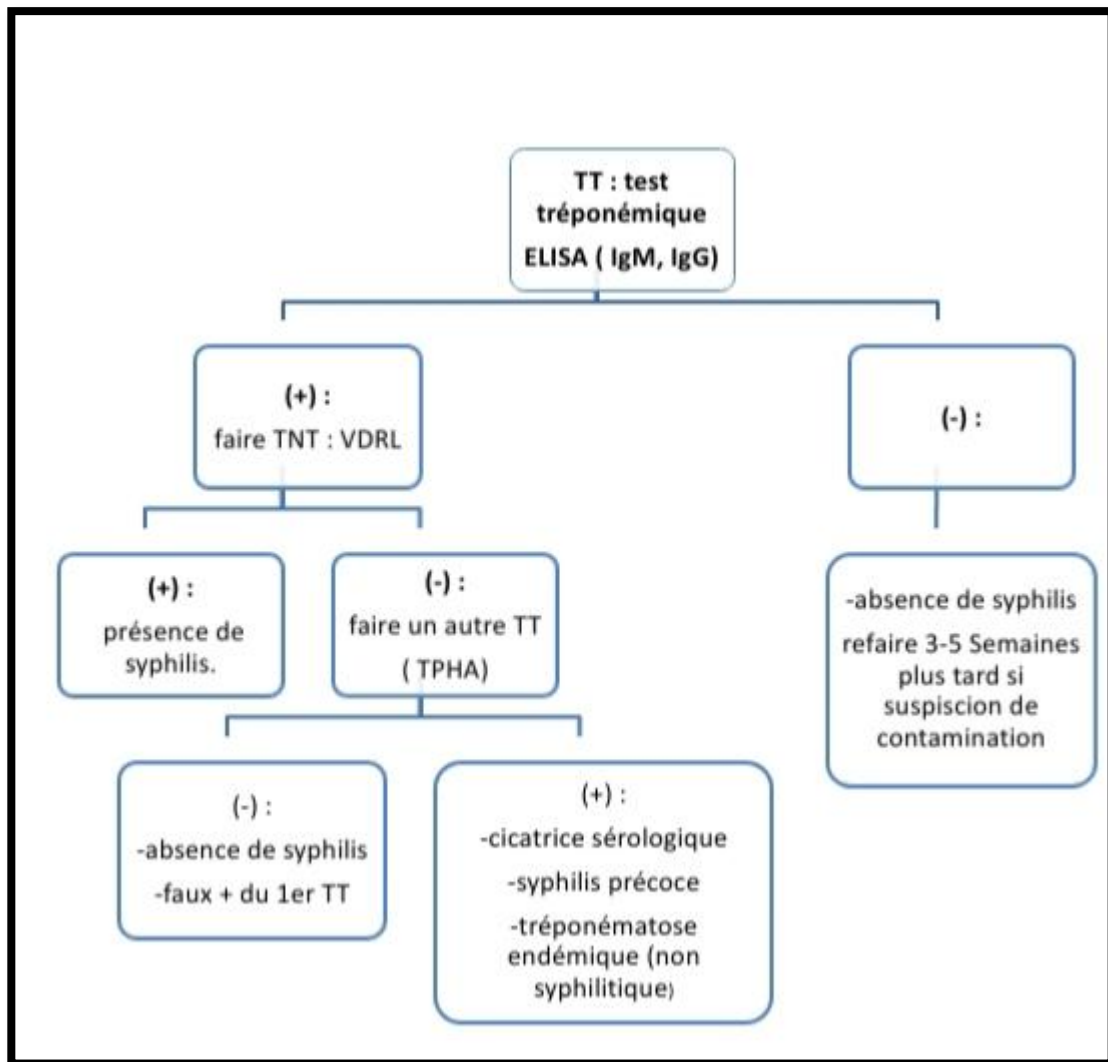 TT : test
tréponémique
ELISA ( IgM, IgG)
(+) :
faire TNT : VDRL
(-) :
(+) :
présence de
syphilis.
(-) :
faire un autre TT
( TPHA)
-absence de syphilis
refaire 3-5 Semaines
plus tard si
suspiscion de
contamination
(-) :
-absence de syphilis
-faux + du 1er TT
(+) :
-cicatrice sérologique
-syphilis précoce
-tréponématose
endémique (non
syphilitique)